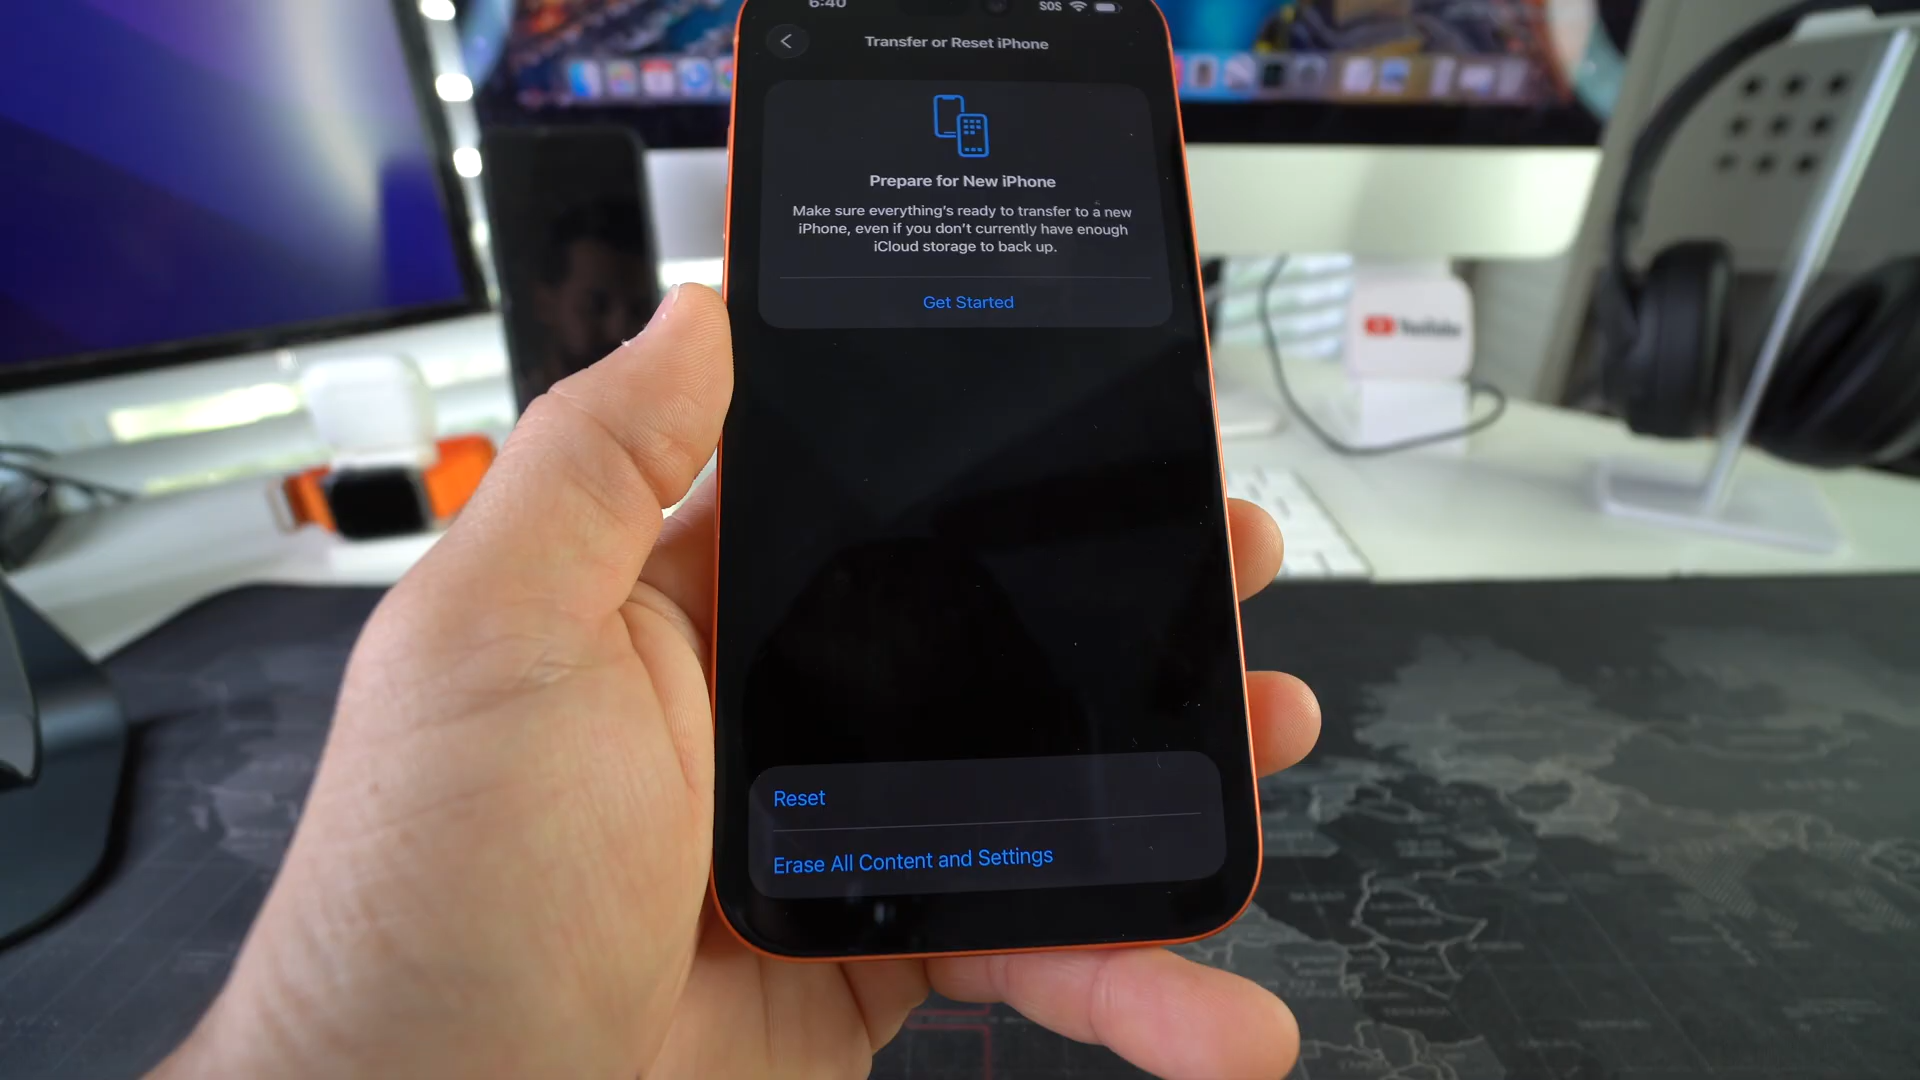 6:40
SOS
Transfer or Reset iPhone
Prepare for New iPhone
Make sure everything's ready to transfer to a new
iPhone, even if you don't currently have enough
iCloud storage to back up.
Get Started
YouTube
Reset
Erase All Content and Settings